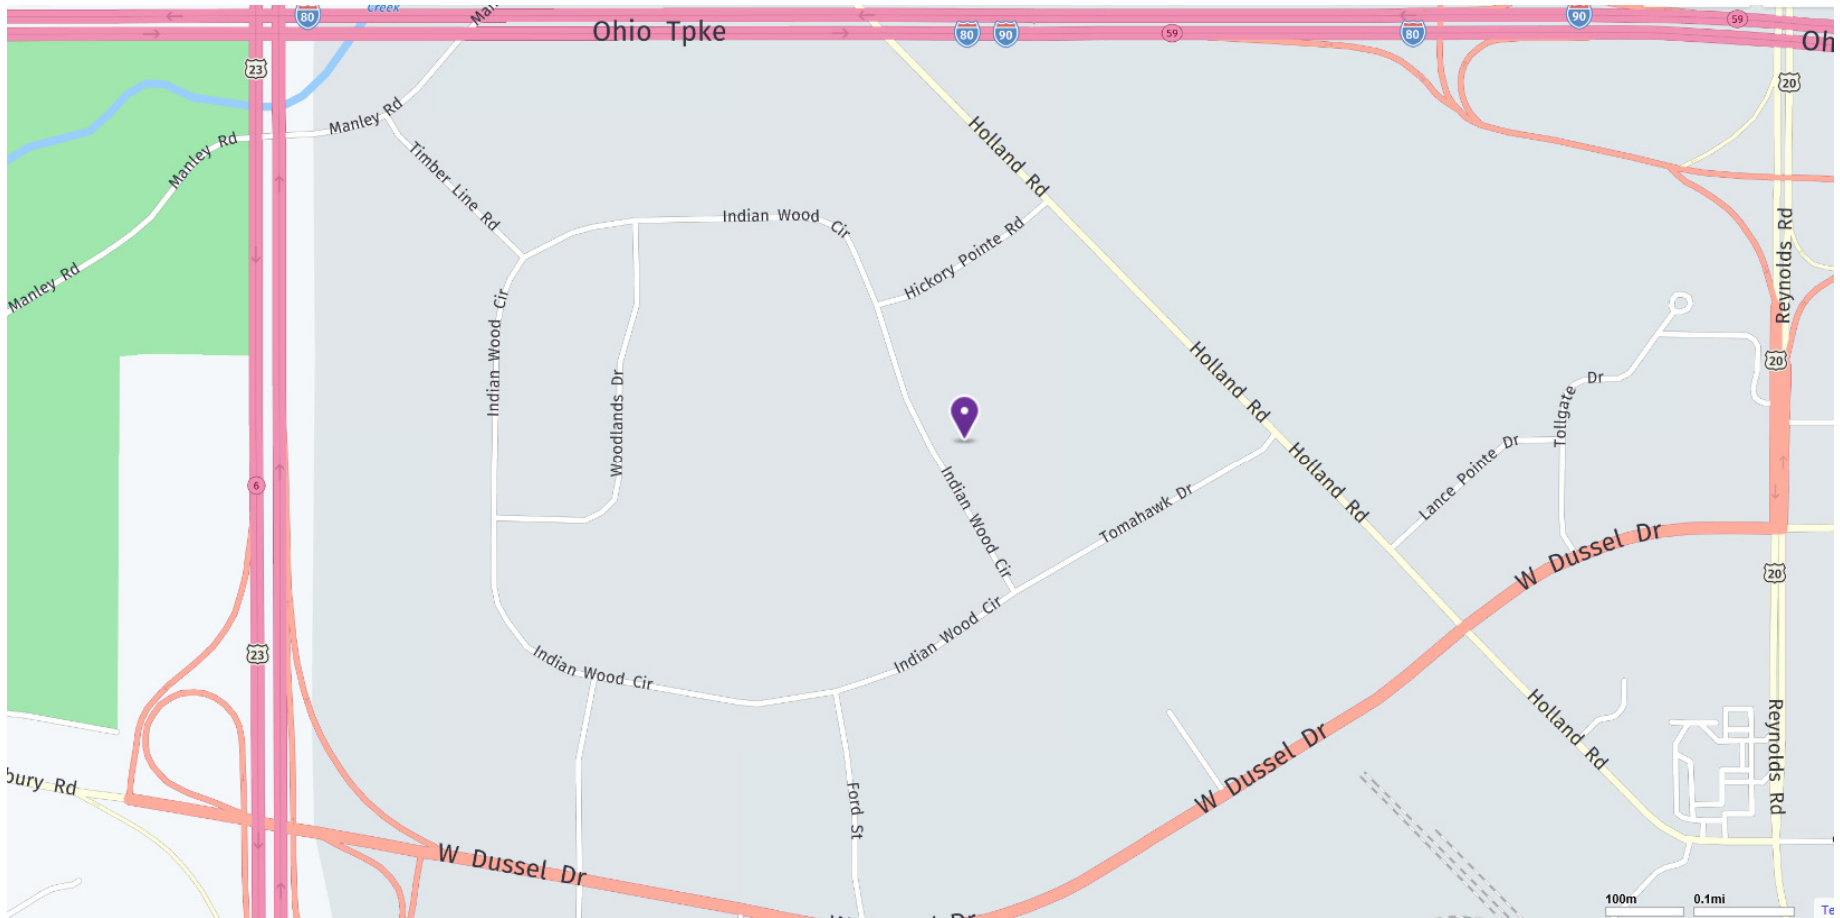 Creek
80
Man
Ohio Tpke
80
90
59
80
90
59
Oh
23
20
Manley Rd
Manley Rd
Manley Rd
Timber Line Rd
Holland Rd
Indian Wood Cir
Hickory Pointe Rd
Reynolds Rd
Indian Wood Cir
Woodlands Dr
Holland Rd
20
Tollgate Dr
Lance Pointe Dr
Holland Rd
6
Indian Wood Cir
Tomahawk Dr
W Dussel Dr
20
Indian Wood Cir
23
Indian Wood Cir
Holland Rd
Reynolds Rd
W Dussel Dr
bury Rd
Ford St
W Dussel Dr
100m
0.1mi
Te